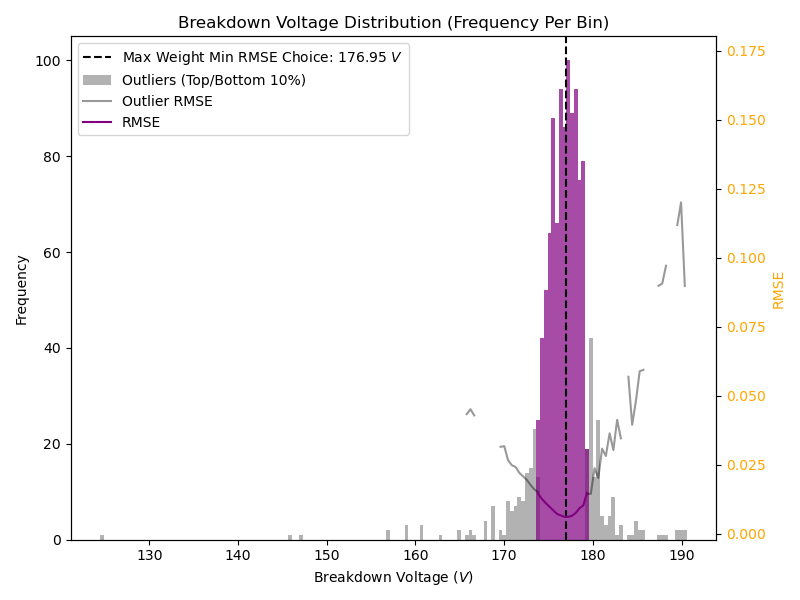 Breakdown Voltage Distribution (Frequency Per Bin)
Max Weight Min RMSE Choice: 176.95 V
Outliers (Top/Bottom 10%)
Outlier RMSE
RMSE
100
80
60
40
20
0
Frequency
0.175
0.150
0.125
0.100
0.075
0.050
0.025
0.000
RMSE
130 140 150 160 170 180 190
Breakdown Voltage (V)